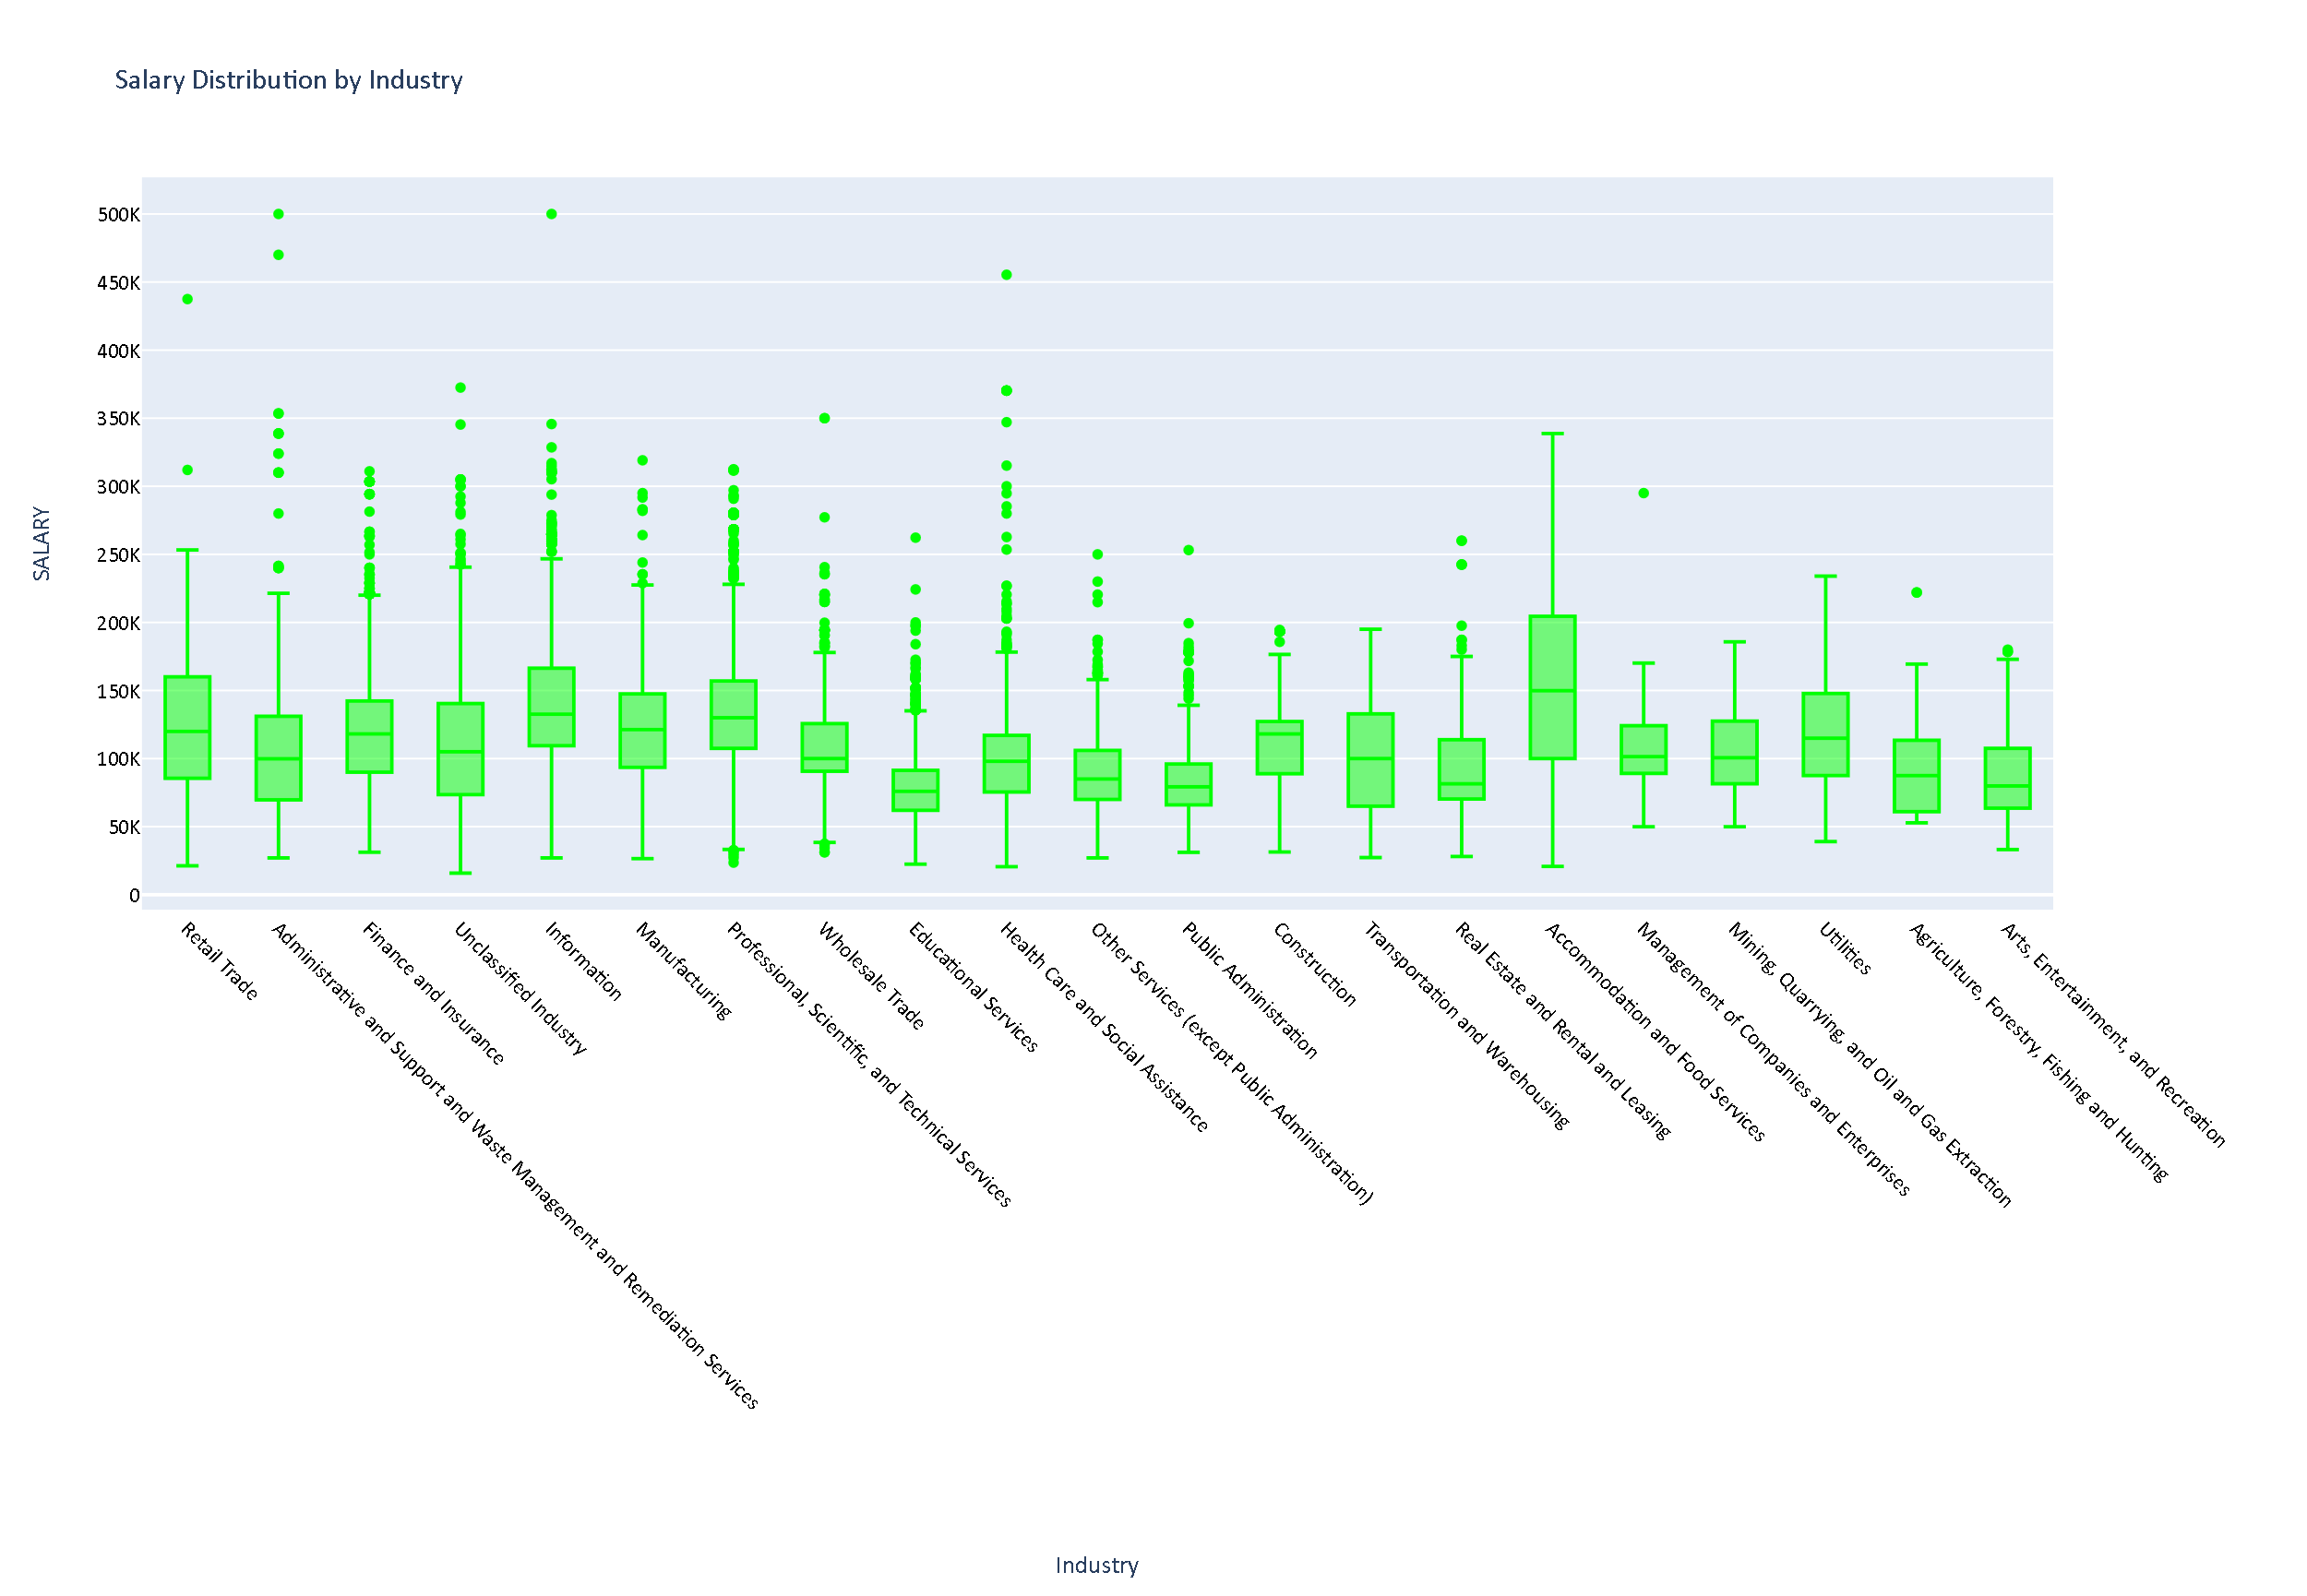 Salary Distribution by Industry
500K
450K
400K
350K
300K
250K
200K
150K
100K
50K
0
SALARY
Retail Trade
Administrative and Support and Waste Management and Remediation Services
Finance and Insurance
Unclassified Industry
Information
Manufacturing
Professional, Scientific, and Technical Services
Wholesale Trade
Educational Services
Health Care and Social Assistance
Other Services (except Public Administration)
Public Administration
Construction
Transportation and Warehousing
Real Estate and Rental and Leasing
Accommodation and Food Services
Management of Companies and Enterprises
Mining, Quarrying, and Oil and Gas Extraction
Utilities
Agriculture, Forestry, Fishing and Hunting
Arts, Entertainment, and Recreation
Industry